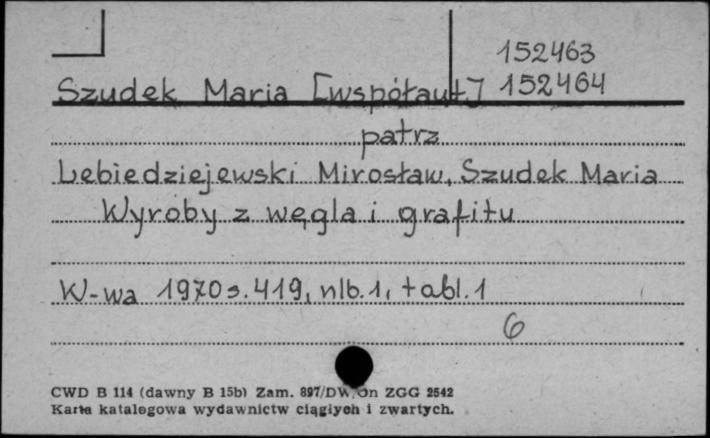 152463
Szudek Maria [współaut.] 152464
patrz
Lebiedziejewski Mirosław, Szudek Maria
Wyroby z węgla i grafitu
W-wa 1970 s. 419, nlb. 1, tabl. 1
6
CWD B 114 (dawny B 15b) Zam. 897/DW/On ZGG 2542
Karta katalogowa wydawnictw ciągłych i zwartych.